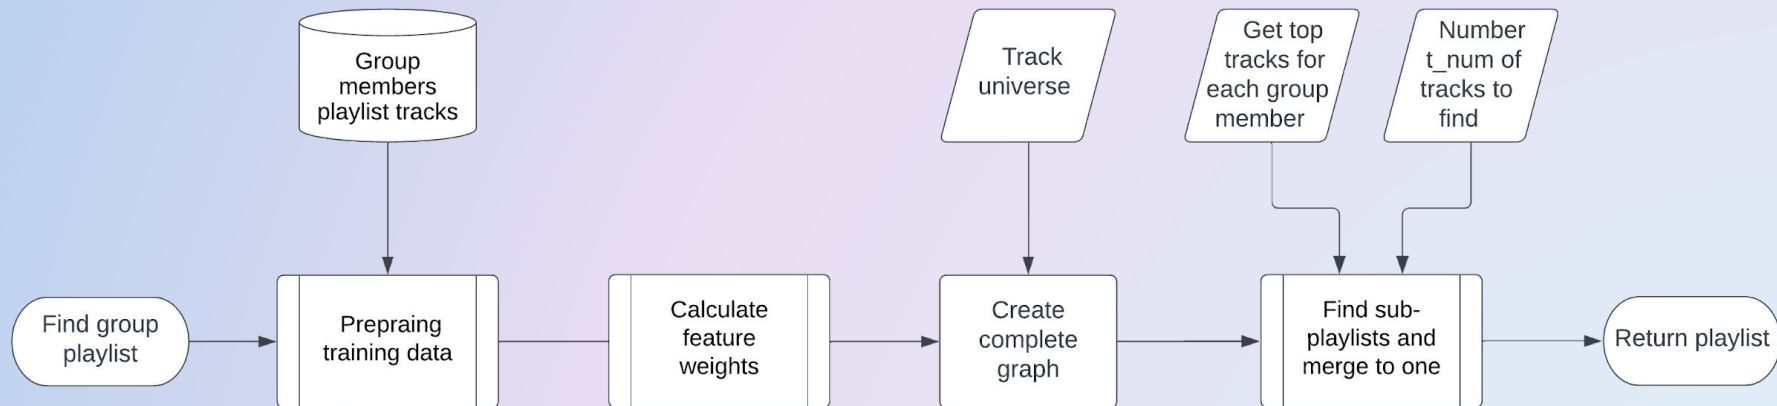 Group
members
playlist tracks
Track
universe
Get top
tracks for
each group
member
Number
t_num of
tracks to
find
Find group
playlist
Prepraing
training data
Calculate
feature
weights
Create
complete
graph
Find sub-
playlists and
merge to one
Return playlist